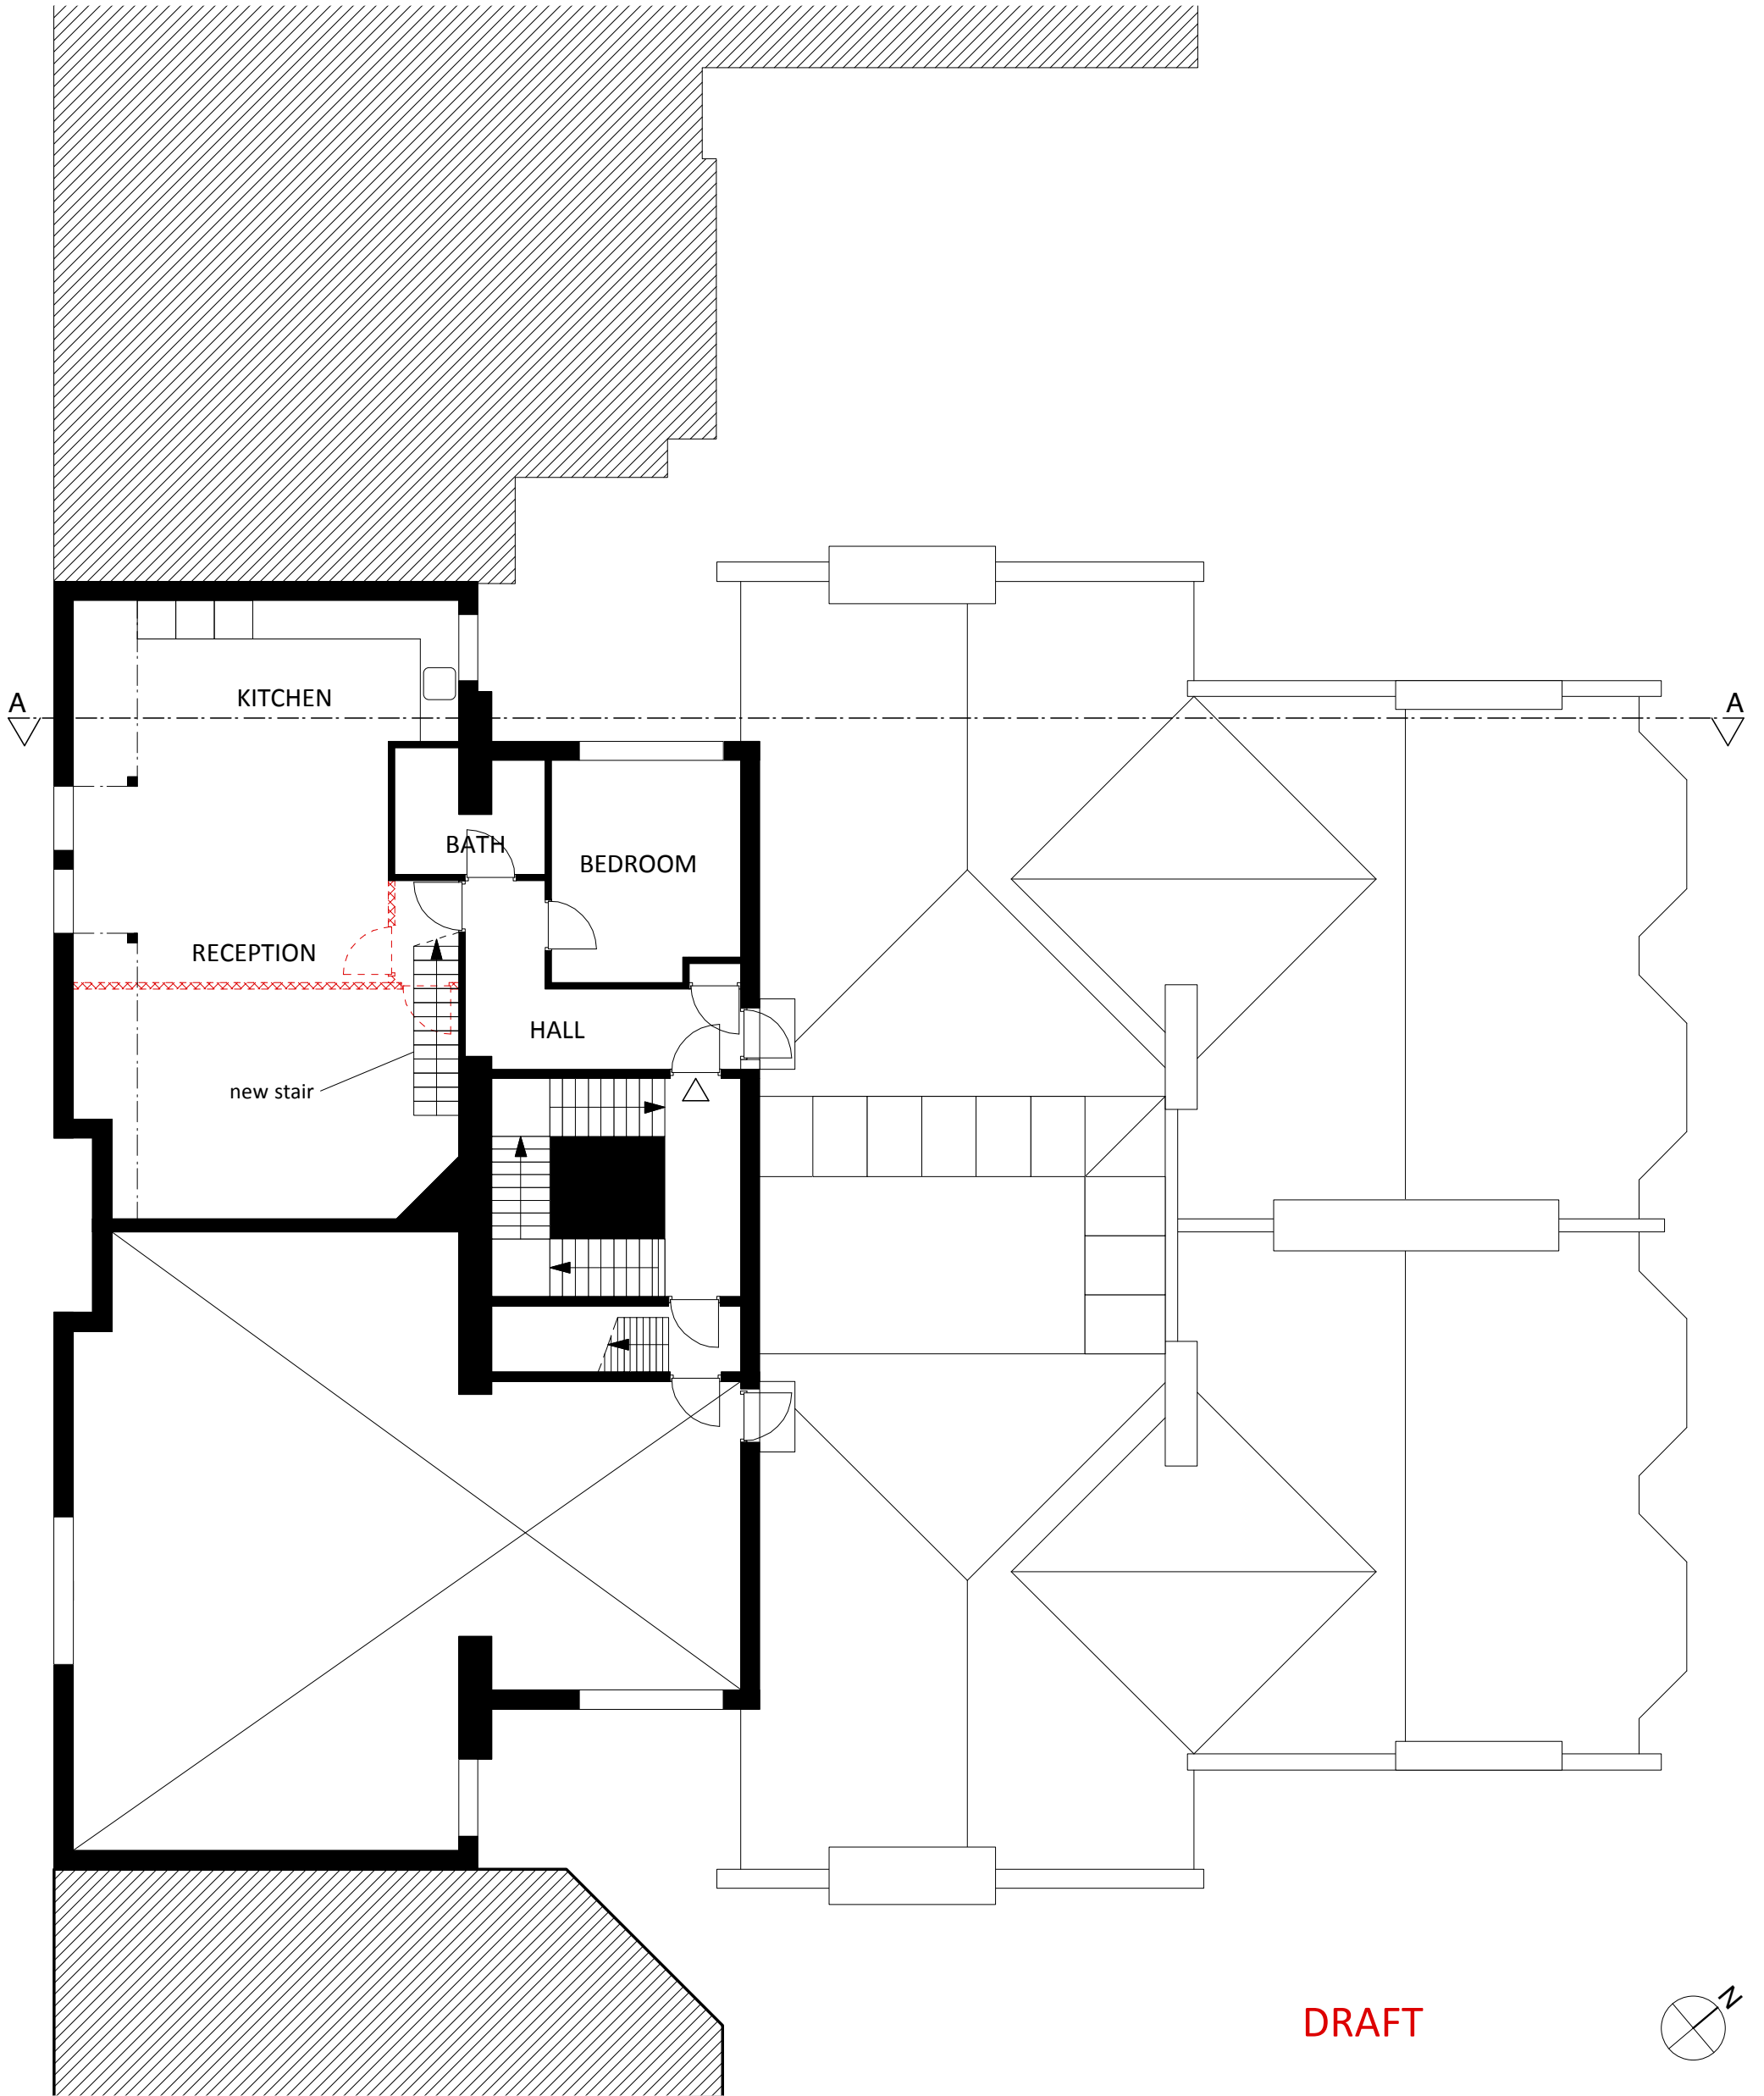 KITCHEN
A
A
BATH
BEDROOM
RECEPTION
HALL
new stair
DRAFT
N